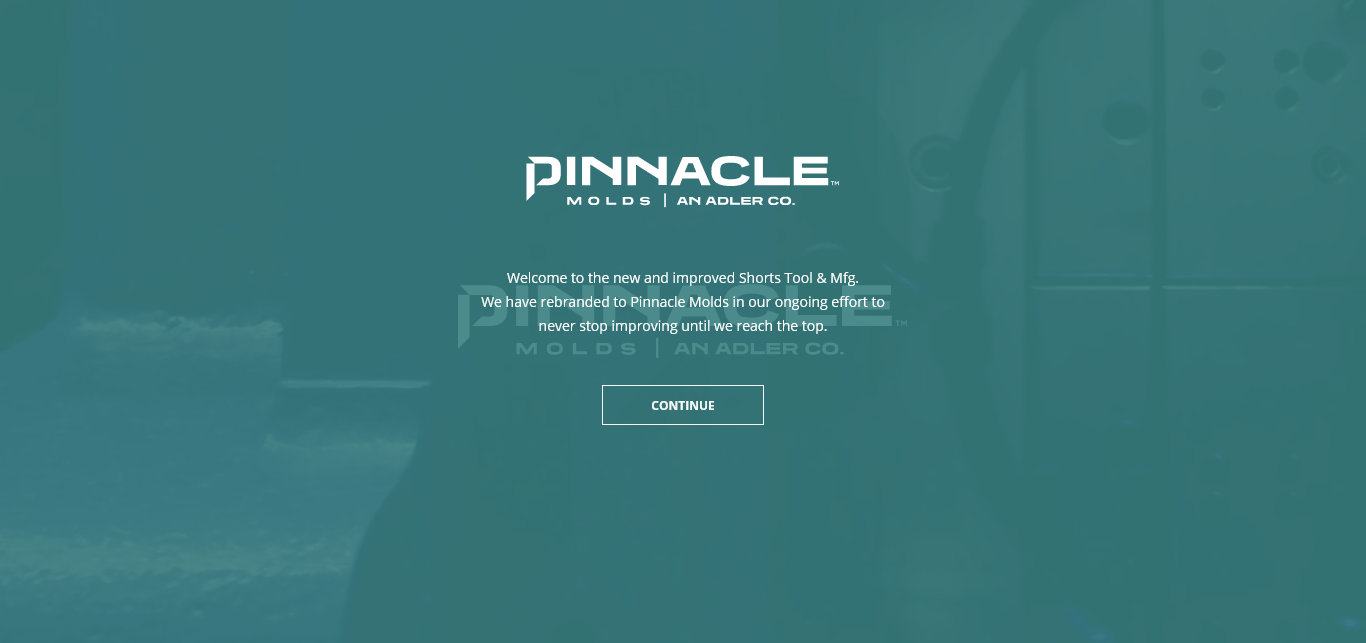 PINNACLE™
MOLDS | AN ADLER CO.
Welcome to the new and improved Shorts Tool & Mfg.
PINNACLE™
We have rebranded to Pinnacle Molds in our ongoing effort to
never stop improving until we reach the top.
MOLDS | AN ADLER CO.
CONTINUE